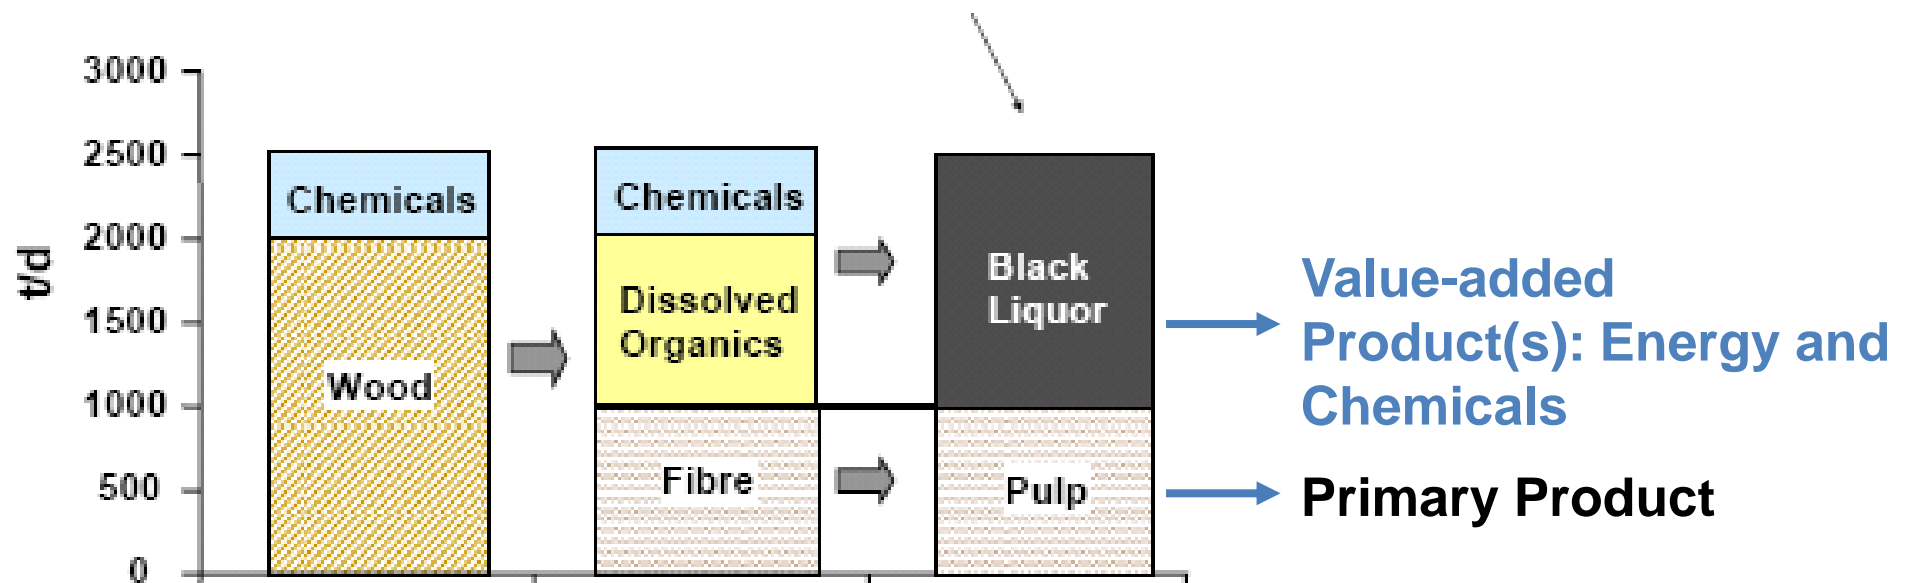 3000
2500
2000
1500
1000
500
0
t/d
Chemicals
Wood
Chemicals
Dissolved
Organics
Fibre
Black
Liquor
Pulp
Value-added
Product(s): Energy and
Chemicals
Primary Product